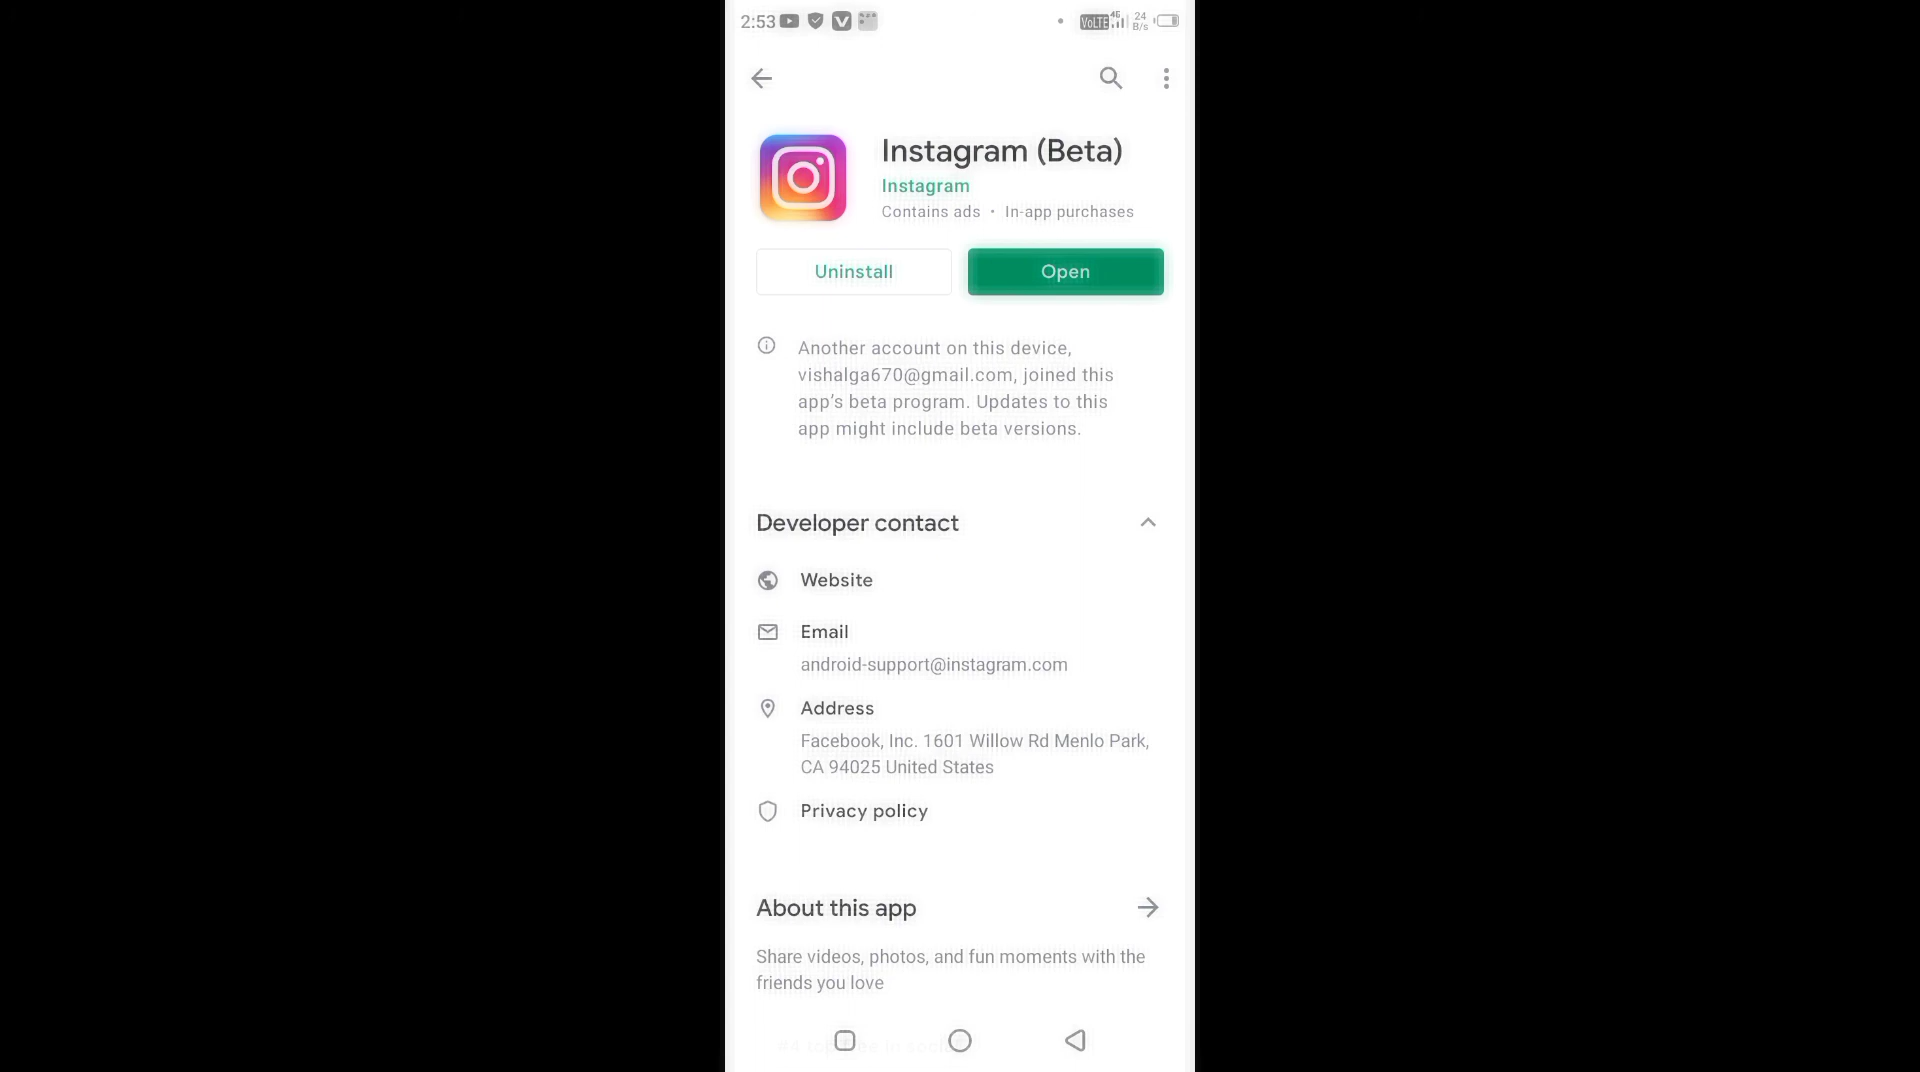 2:53
VoLTE 4G 24 B/s
Instagram (Beta)
Instagram
Contains ads • In-app purchases
Uninstall
Open
Another account on this device,
vishalga670@gmail.com, joined this
app’s beta program. Updates to this
app might include beta versions.
Developer contact
Website
Email
android-support@instagram.com
Address
Facebook, Inc. 1601 Willow Rd Menlo Park,
CA 94025 United States
Privacy policy
About this app
Share videos, photos, and fun moments with the
friends you love